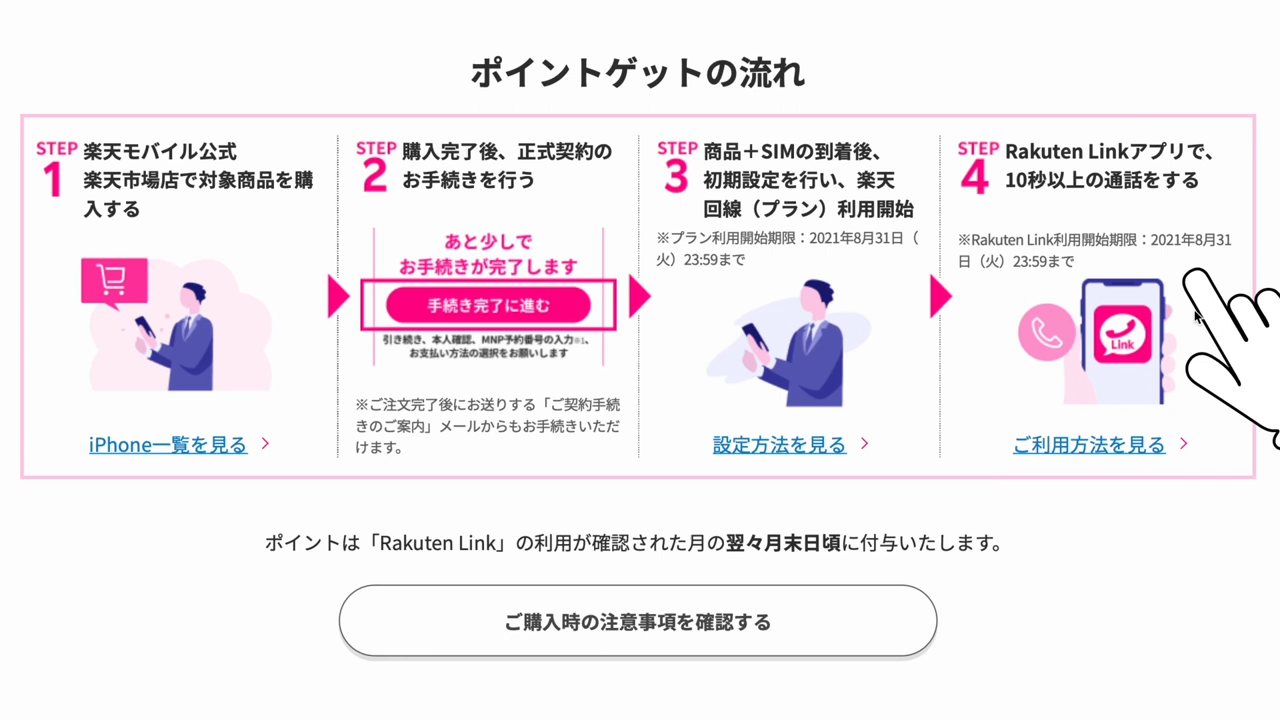 ポイントゲットの流れ
STEP
1
楽天モバイル公式
楽天市場店で対象商品を購
入する
iPhone一覧を見る
STEP
2
購入完了後、正式契約の
お手続きを行う
あと少しで
お手続きが完了します
手続き完了に進む
引き続き、本人確認、MNP予約番号の入力※1、
お支払い方法の選択をお願いします
※ご注文完了後にお送りする「ご契約手続
きのご案内」メールからもお手続きいただ
けます。
STEP
3
商品＋SIMの到着後、
初期設定を行い、楽天
回線（プラン）利用開始
※プラン利用開始期限：2021年8月31日（
火）23:59まで
設定方法を見る
STEP
4
Rakuten Linkアプリで、
10秒以上の通話をする
※Rakuten Link利用開始期限：2021年8月31
日（火）23:59まで
Link
ご利用方法を見る
ポイントは「Rakuten Link」の利用が確認された月の翌々月末日頃に付与いたします。
ご購入時の注意事項を確認する